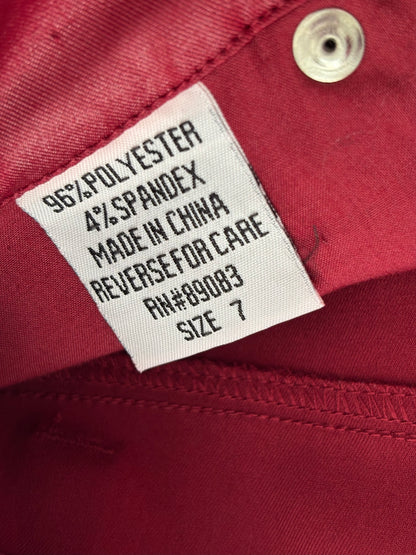 96% POLYESTER
4% SPANDEX
MADE IN CHINA
REVERSE FOR CARE
RN#89083
SIZE 7